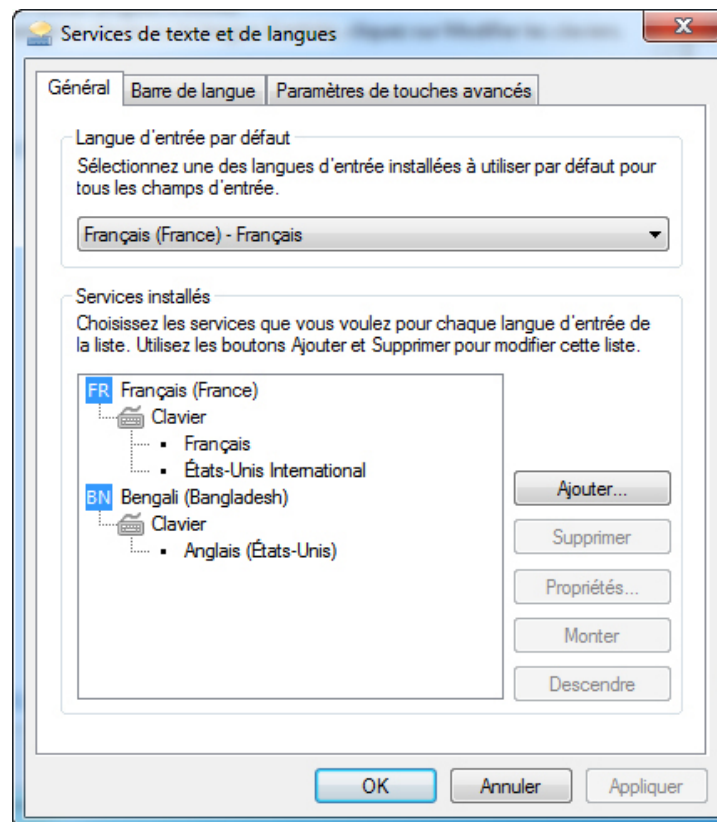 Services de texte et de langues
Général
Barre de langue
Paramètres de touches avancés
Langue d'entrée par défaut
Sélectionnez une des langues d'entrée installées à utiliser par défaut pour
tous les champs d'entrée.
Français (France) - Français
Services installés
Choisissez les services que vous voulez pour chaque langue d'entrée de
la liste. Utilisez les boutons Ajouter et Supprimer pour modifier cette liste.
FR Français (France)
Clavier
Français
États-Unis International
BN Bengali (Bangladesh)
Clavier
Anglais (États-Unis)
Ajouter...
Supprimer
Propriétés...
Monter
Descendre
OK
Annuler
Appliquer